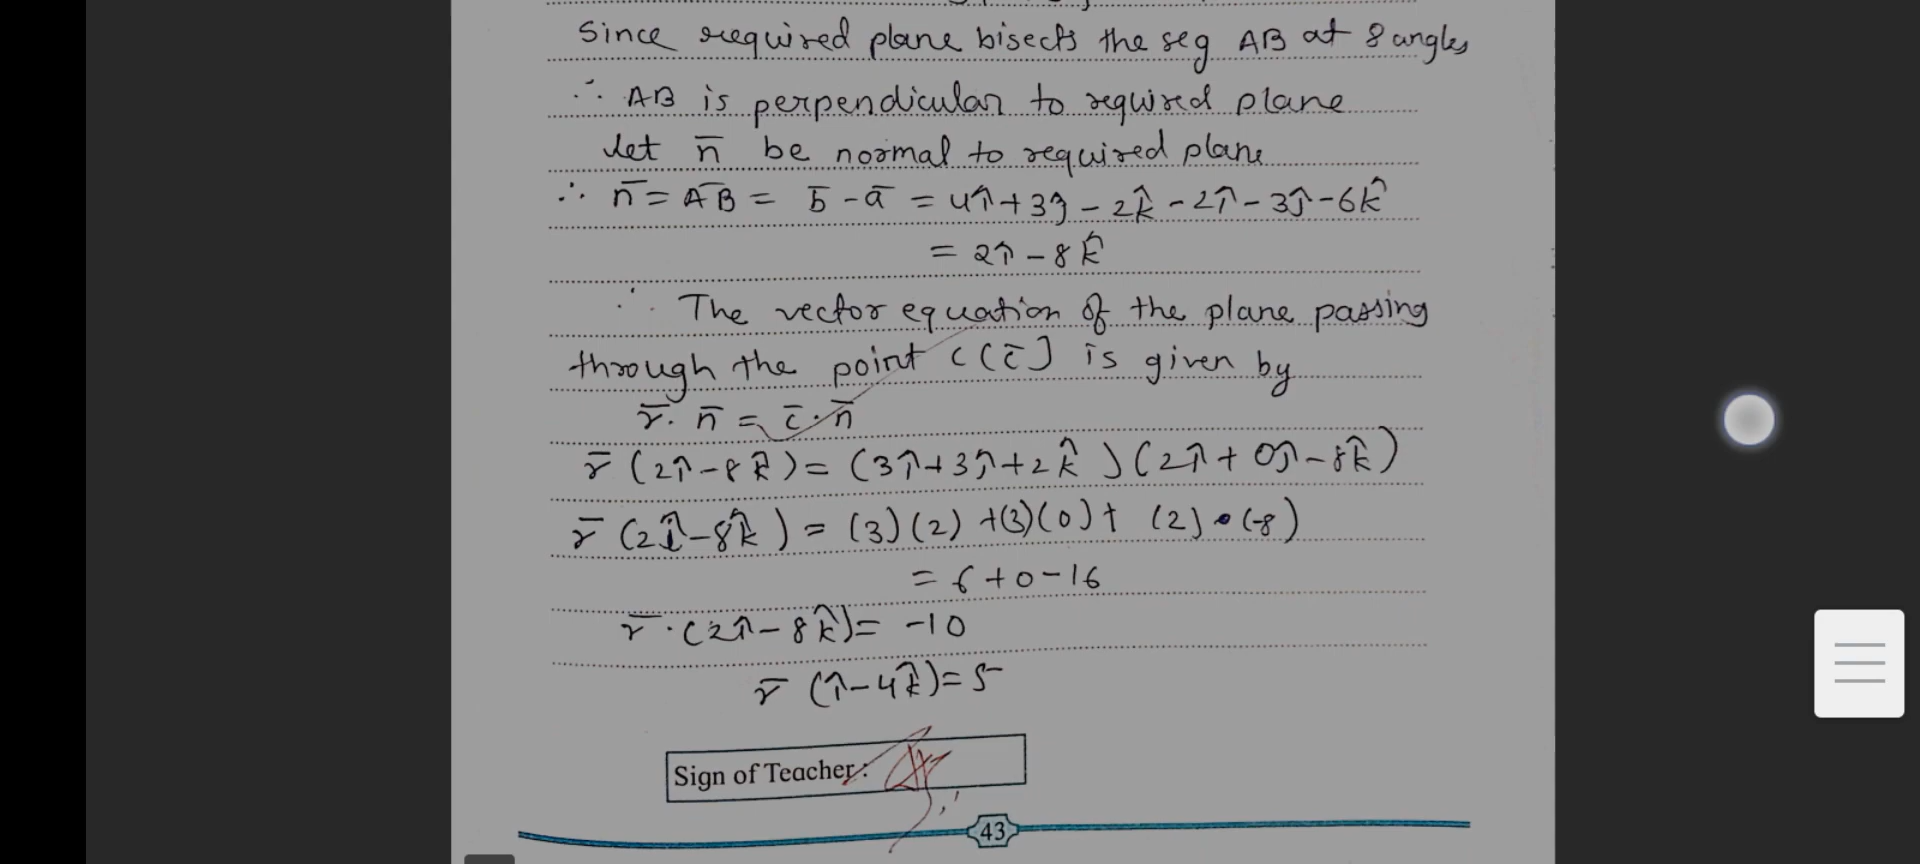 Since required plane bisects the seg AB at 8 angles
∴ AB is perpendicular to required plane
let n̄ be normal to required plane
∴ n̄ = A̅B̅ = b̄ - ā = 4î + 3ĵ - 2k̂ - 2î - 3ĵ - 6k̂
= 2î - 8k̂
∴ The vector equation of the plane passing
through the point C(c̄] is given by
r̄. n̄ = c̄. n̄
r̄ (2î - 8k̂) = (3î + 3ĵ + 2k̂) (2î + 0ĵ - 8k̂)
r̄ (2î - 8k̂) = (3)(2) + (3)(0) + (2) • (-8)
= 6 + 0 - 16
r̄ . (2î - 8k̂) = -10
r̄ (î - 4k̂) = 5
Sign of Teacher :
43